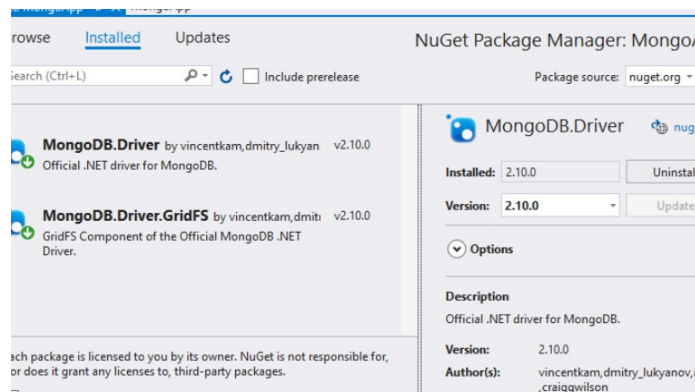 Browse Installed Updates
NuGet Package Manager: MongoA
Search (Ctrl+L)
Include prerelease
Package source: nuget.org
MongoDB.Driver by vincentkam,dmitry_lukyan v2.10.0
Official .NET driver for MongoDB.
MongoDB.Driver.GridFS by vincentkam,dmit v2.10.0
GridFS Component of the Official MongoDB .NET
Driver.
ach package is licensed to you by its owner. NuGet is not responsible for,
or does it grant any licenses to, third-party packages.
MongoDB.Driver nug
Installed: 2.10.0 Uninstal
Version: 2.10.0 Update
Options
Description
Official .NET driver for MongoDB.
Version: 2.10.0
Author(s): vincentkam,dmitry_lukyanov,
,craiggwilson